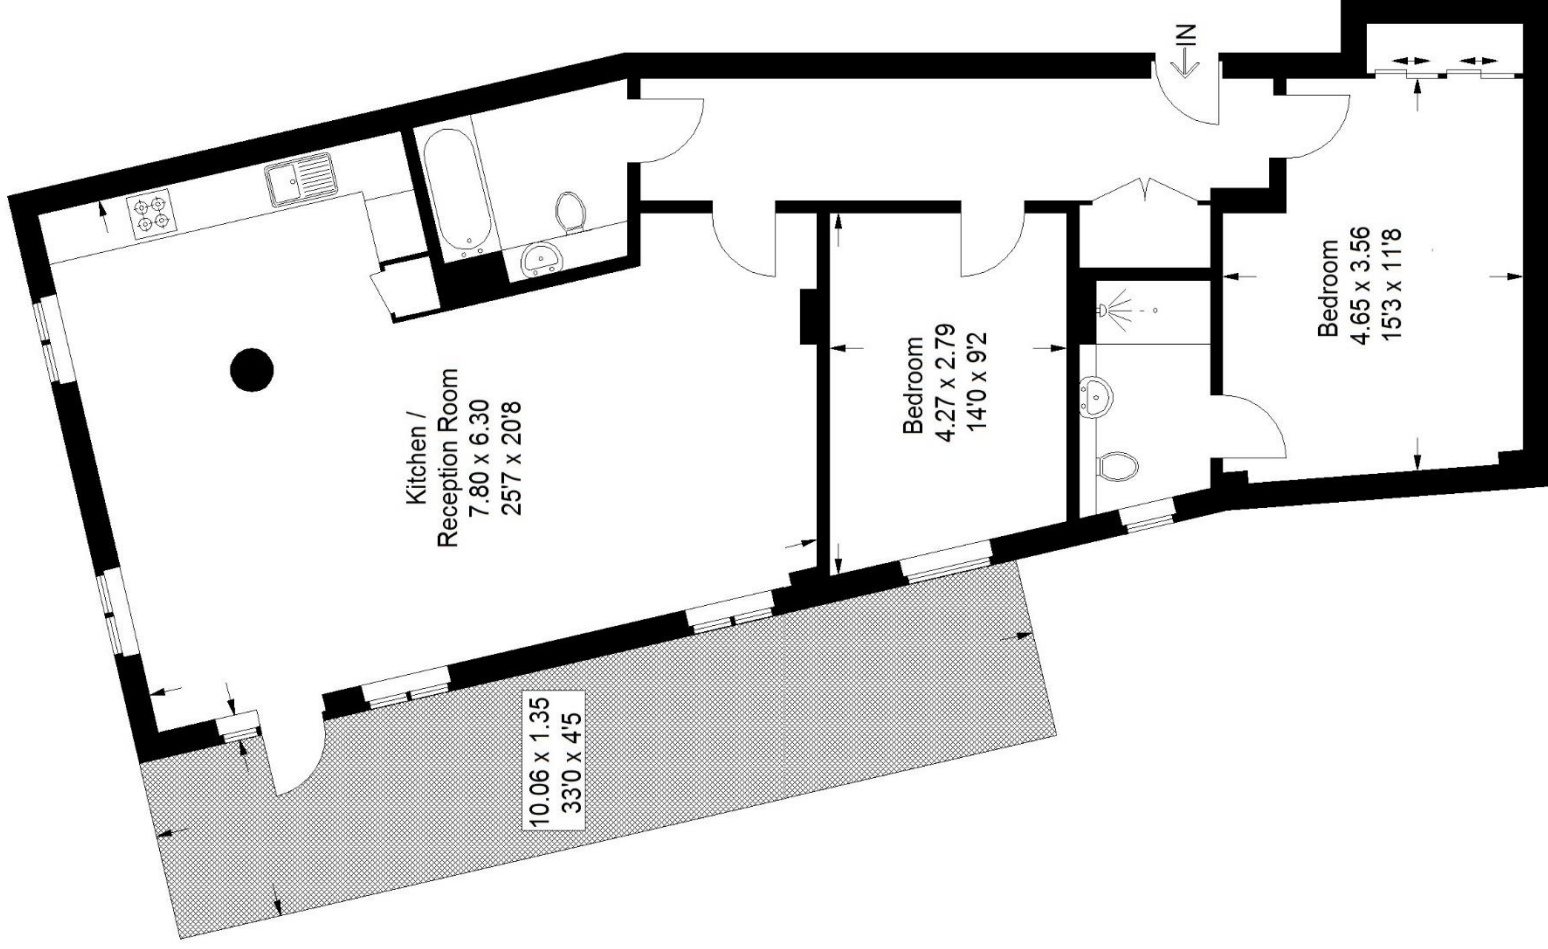 IN
Kitchen /
Reception Room
7.80 x 6.30
25'7 x 20'8
Bedroom
4.27 x 2.79
14'0 x 9'2
Bedroom
4.65 x 3.56
15'3 x 11'8
10.06 x 1.35
33'0 x 4'5